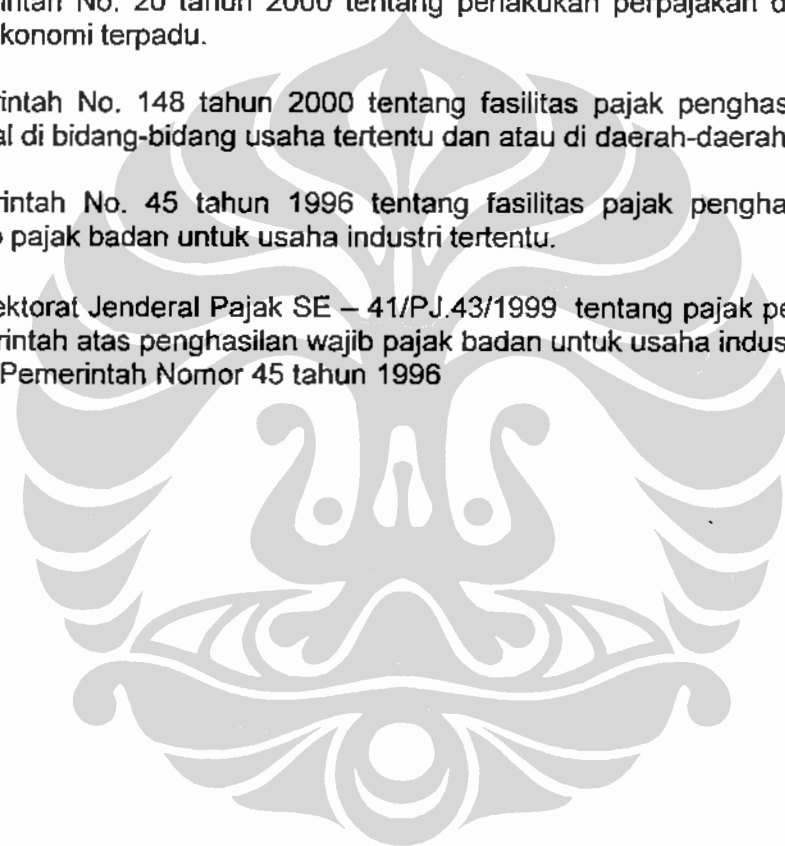 intah No. 20 tahun 2000 tentang perlakukan perpajakan d
konomi terpadu.
rintah No. 148 tahun 2000 tentang fasilitas pajak penghas
al di bidang-bidang usaha tertentu dan atau di daerah-daerah
rintah No. 45 tahun 1996 tentang fasilitas pajak pengha
pajak badan untuk usaha industri tertentu.
ektorat Jenderal Pajak SE – 41/PJ.43/1999 tentang pajak pe
rintah atas penghasilan wajib pajak badan untuk usaha indus
Pemerintah Nomor 45 tahun 1996